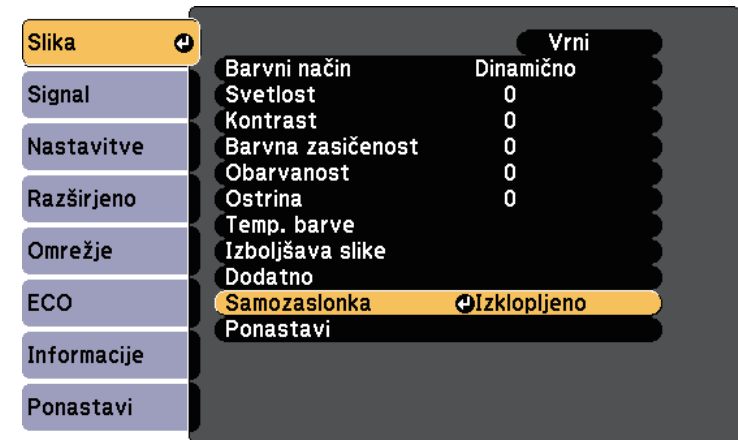 Slika
Signal
Nastavitve
Razširjeno
Omrežje
ECO
Informacije
Ponastavi
Vrni
Barvni način Dinamično
Svetlost 0
Kontrast 0
Barvna zasičenost 0
Obarvanost 0
Ostrina 0
Temp. barve
Izboljšava slike
Dodatno
Samozaslonka Izklopljeno
Ponastavi